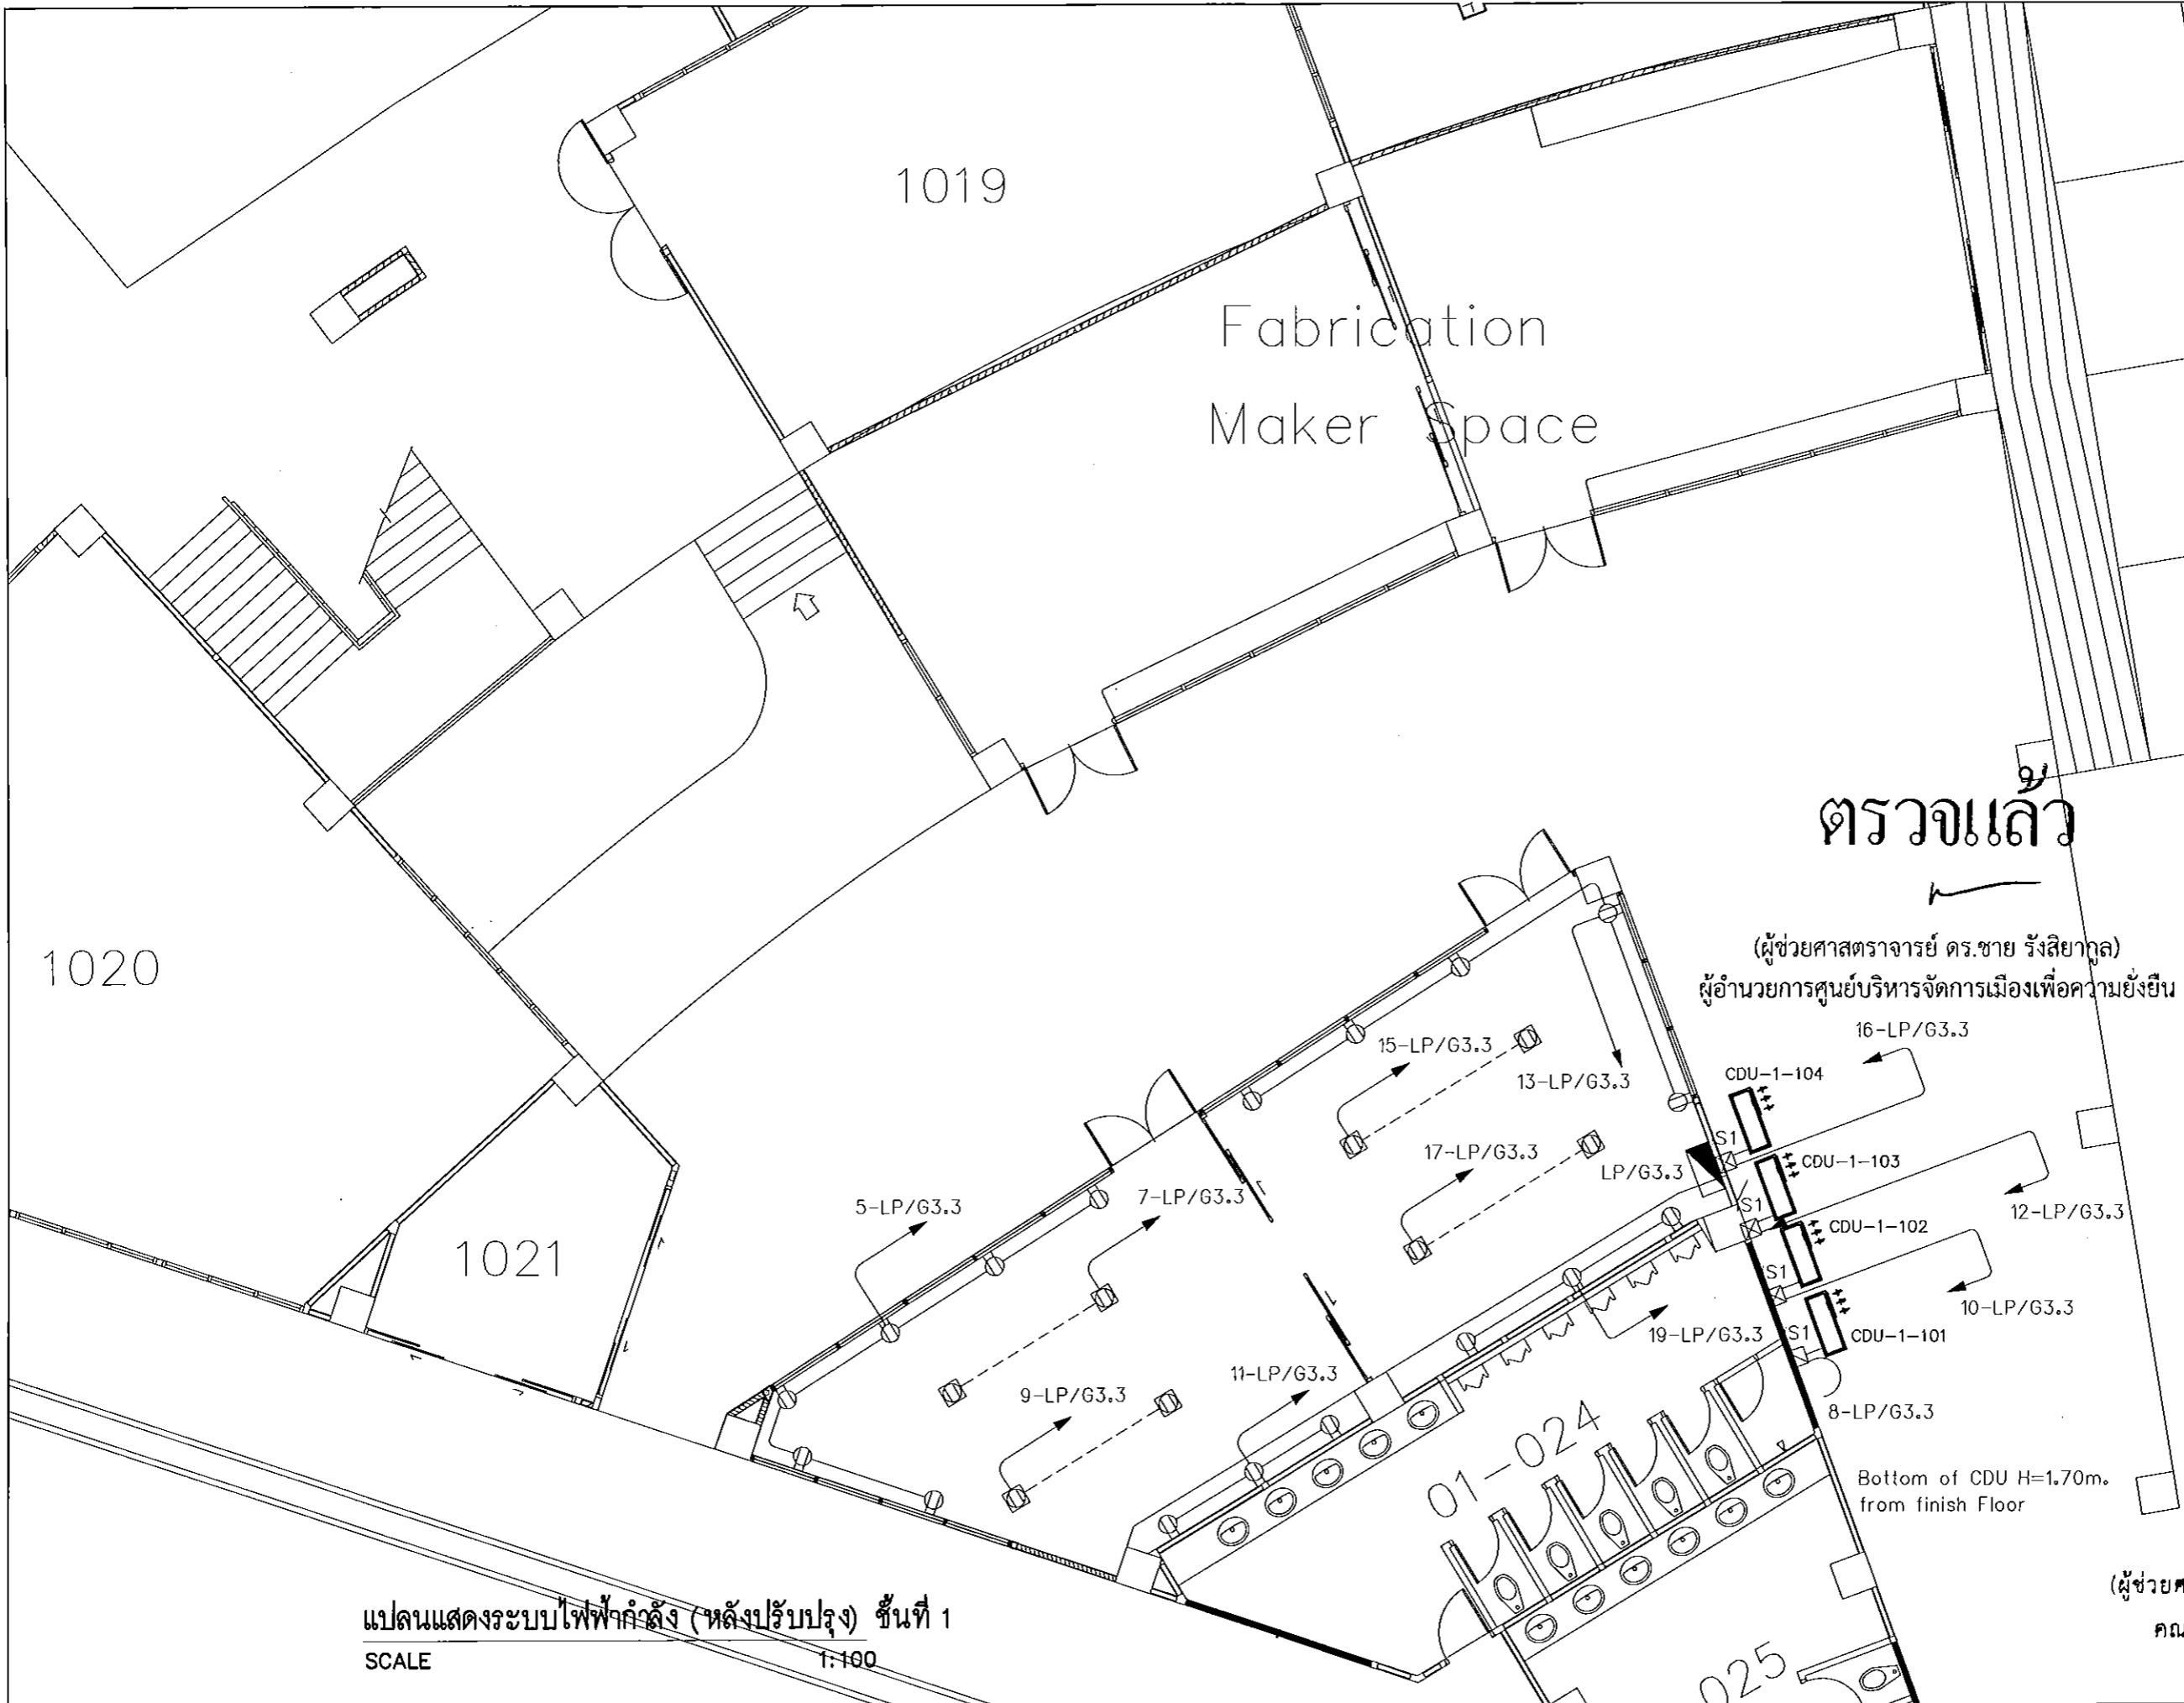 1019
Fabrication
Maker Space
ตรวจแล้ว
(ผู้ช่วยศาสตราจารย์ ดร.ชาย รังสิยากูล)
ผู้อำนวยการศูนย์บริหารจัดการเมืองเพื่อความยั่งยืน
1020
16-LP/G3.3
15-LP/G3.3
13-LP/G3.3
CDU-1-104
S1
17-LP/G3.3
LP/G3.3
CDU-1-103
5-LP/G3.3
7-LP/G3.3
S1
12-LP/G3.3
CDU-1-102
1021
S1
10-LP/G3.3
19-LP/G3.3
S1
CDU-1-101
11-LP/G3.3
9-LP/G3.3
8-LP/G3.3
01-024
Bottom of CDU H=1.70m.
from finish Floor
(ผู้ช่วย
คณ
แปลนแสดงระบบไฟฟ้ากำลัง (หลังปรับปรุง) ชั้นที่ 1
SCALE 1:100
025